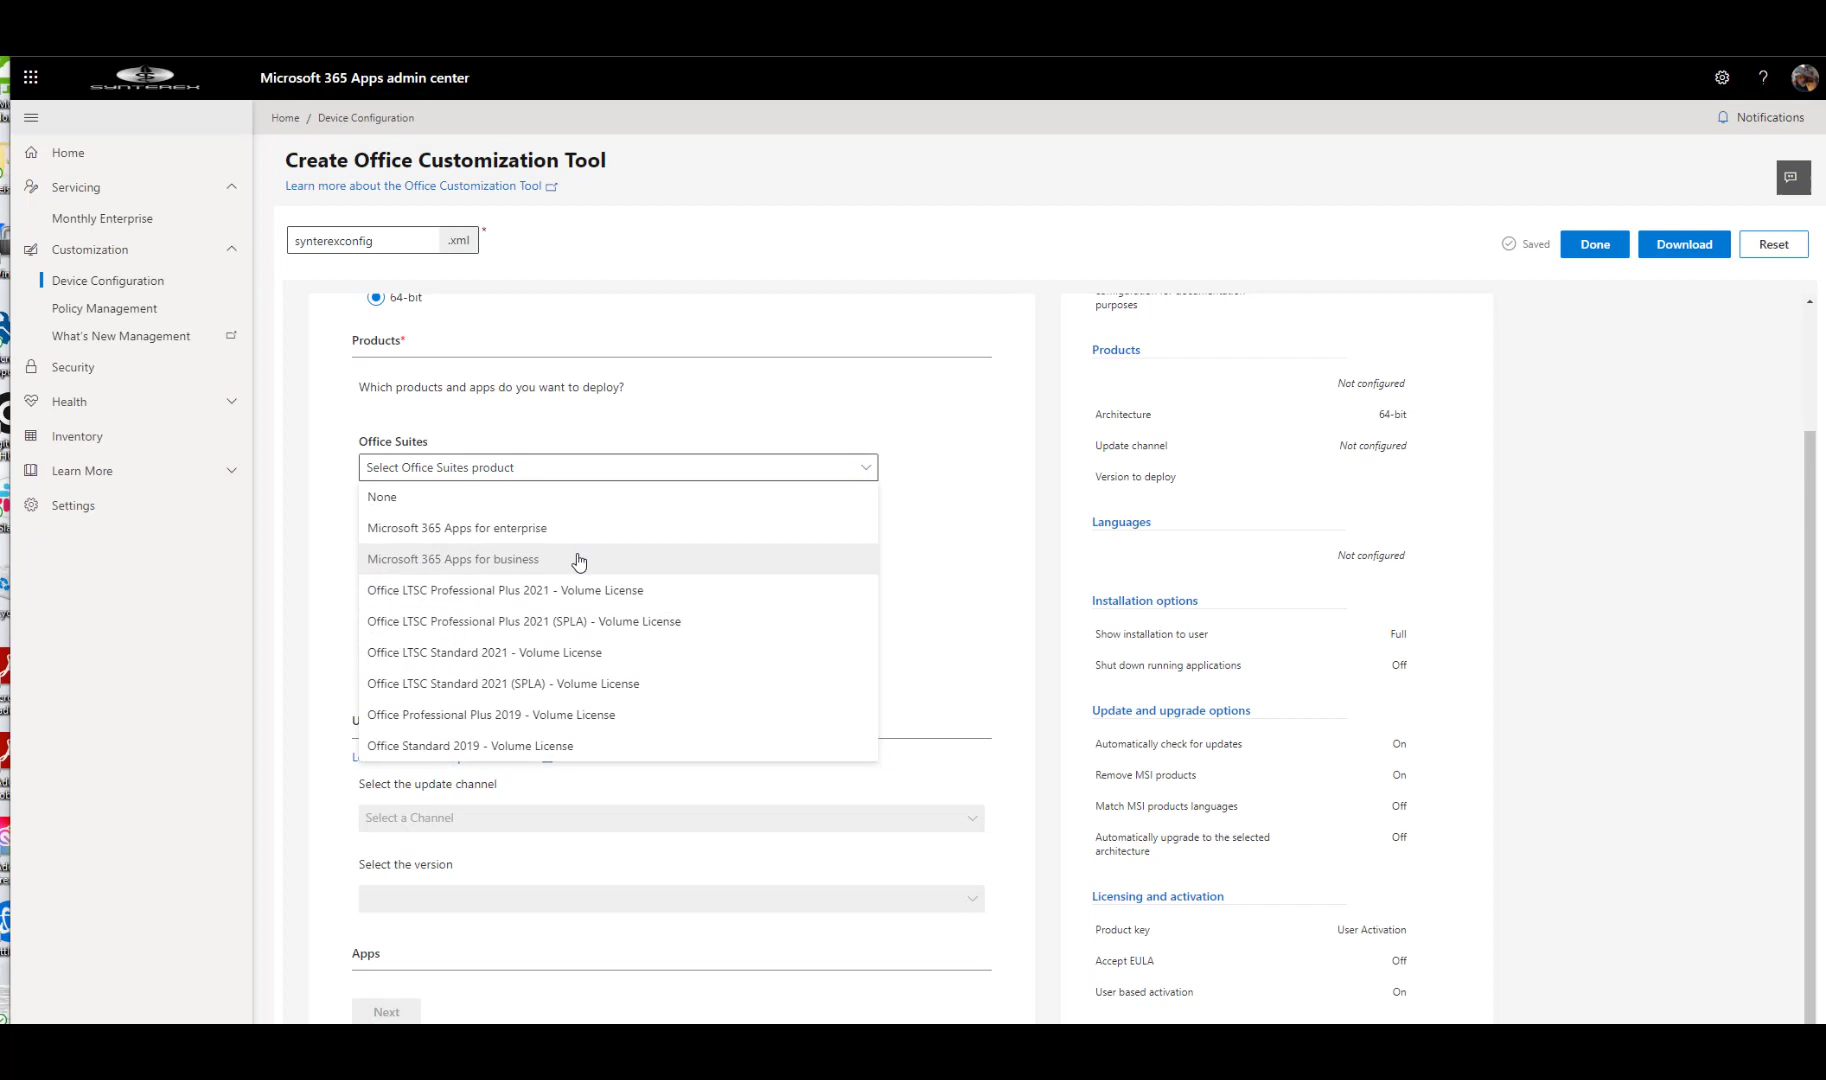 SYNTEREX
Microsoft 365 Apps admin center
?
Home / Device Configuration
Notifications
Home
Servicing
Monthly Enterprise
Customization
Device Configuration
Policy Management
What's New Management
Security
Health
Inventory
Learn More
Settings
Create Office Customization Tool
Learn more about the Office Customization Tool
synterexconfig .xml *
Saved
Done
Download
Reset
64-bit
Products*
Which products and apps do you want to deploy?
Office Suites
Select Office Suites product
None
Microsoft 365 Apps for enterprise
Microsoft 365 Apps for business
Office LTSC Professional Plus 2021 - Volume License
Office LTSC Professional Plus 2021 (SPLA) - Volume License
Office LTSC Standard 2021 - Volume License
Office LTSC Standard 2021 (SPLA) - Volume License
Office Professional Plus 2019 - Volume License
Office Standard 2019 - Volume License
Select the update channel
Select a Channel
Select the version
Apps
Next
purposes
Products
Not configured
Architecture 64-bit
Update channel Not configured
Version to deploy
Languages
Not configured
Installation options
Show installation to user Full
Shut down running applications Off
Update and upgrade options
Automatically check for updates On
Remove MSI products On
Match MSI products languages Off
Automatically upgrade to the selected Off
architecture
Licensing and activation
Product key User Activation
Accept EULA Off
User based activation On